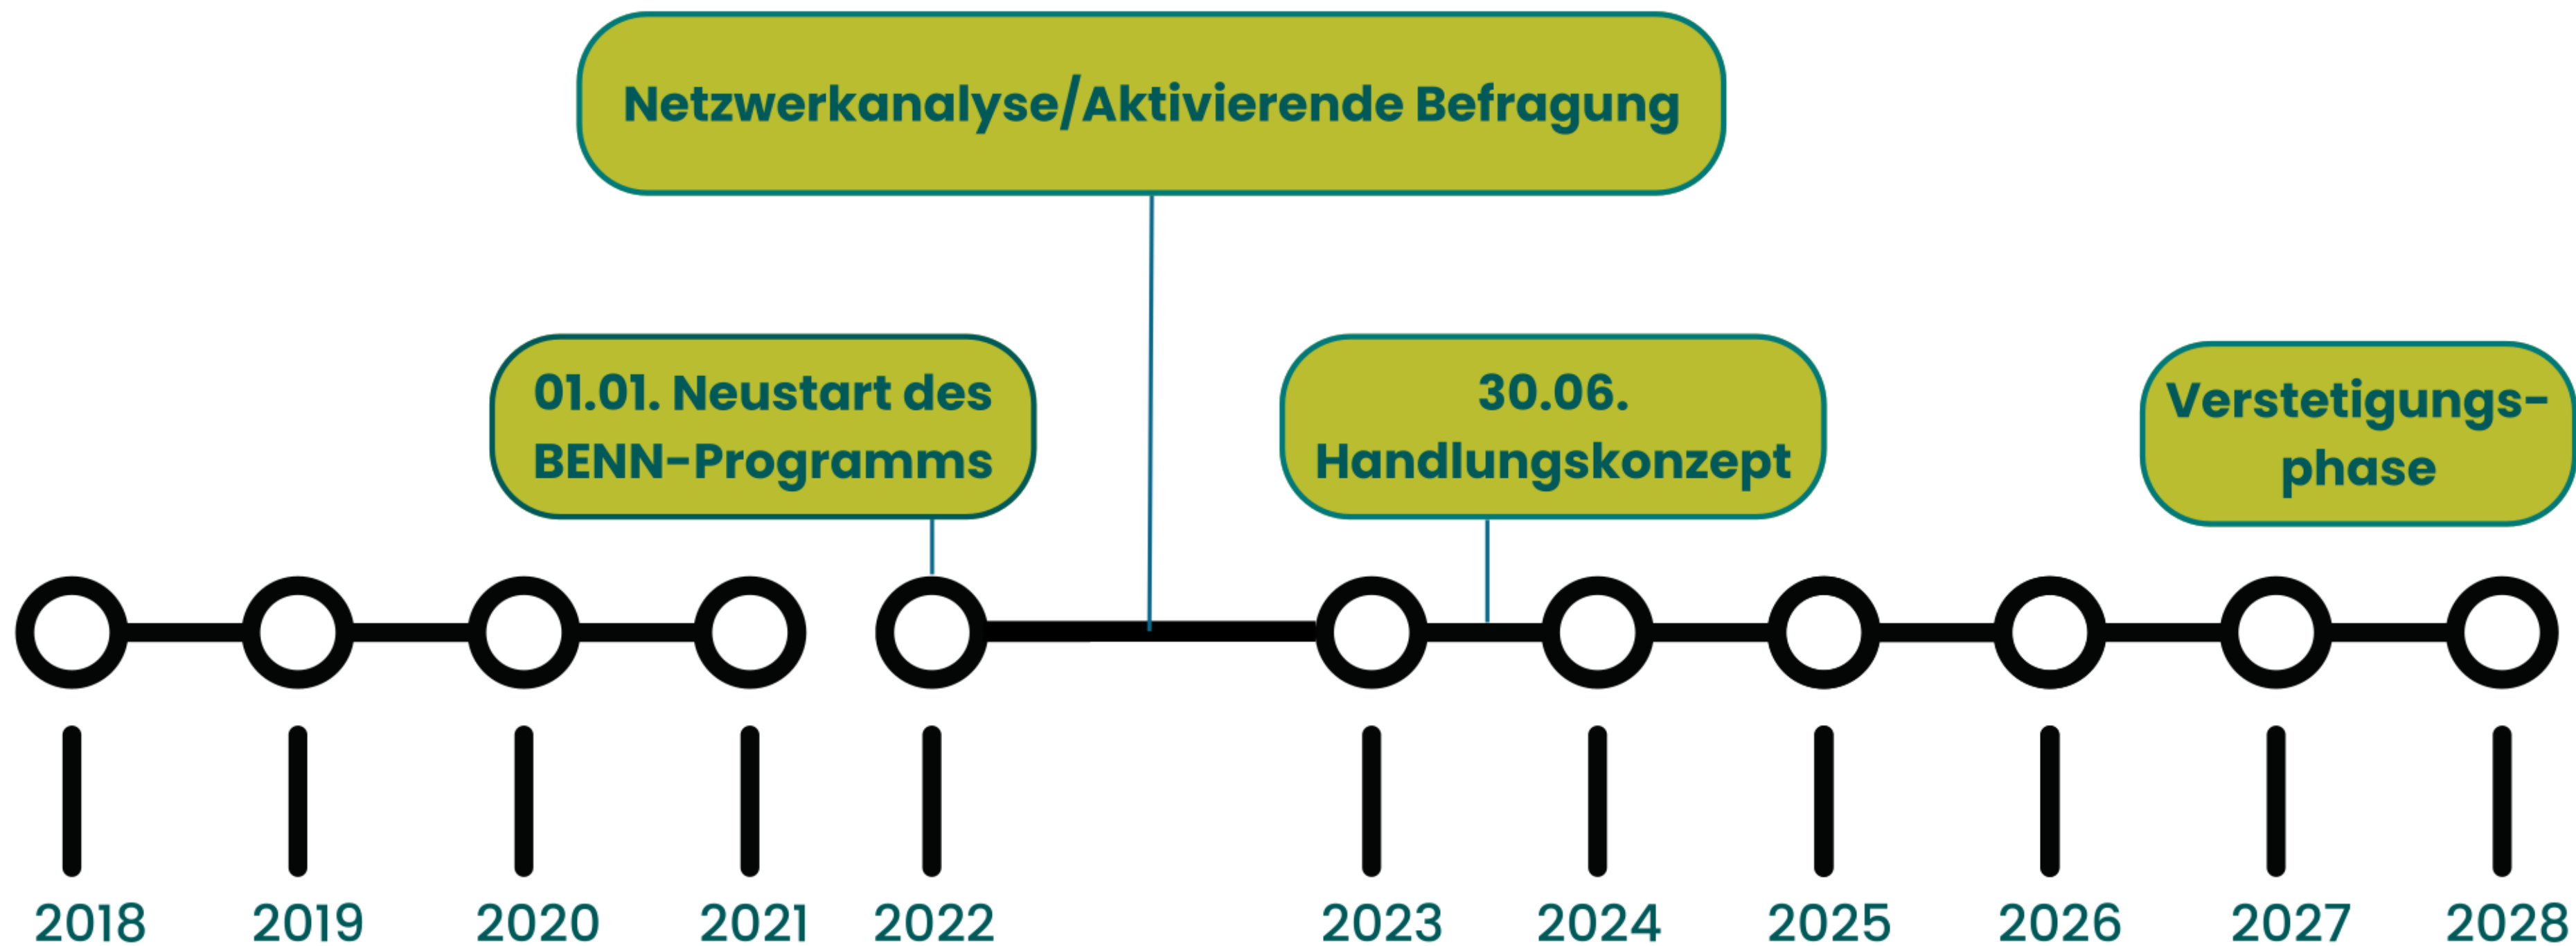 Netzwerkanalyse/Aktivierende Befragung
01.01. Neustart des
BENN-Programms
30.06.
Handlungskonzept
Verstetigungs-
phase
2018 2019 2020 2021 2022 2023 2024 2025 2026 2027 2028